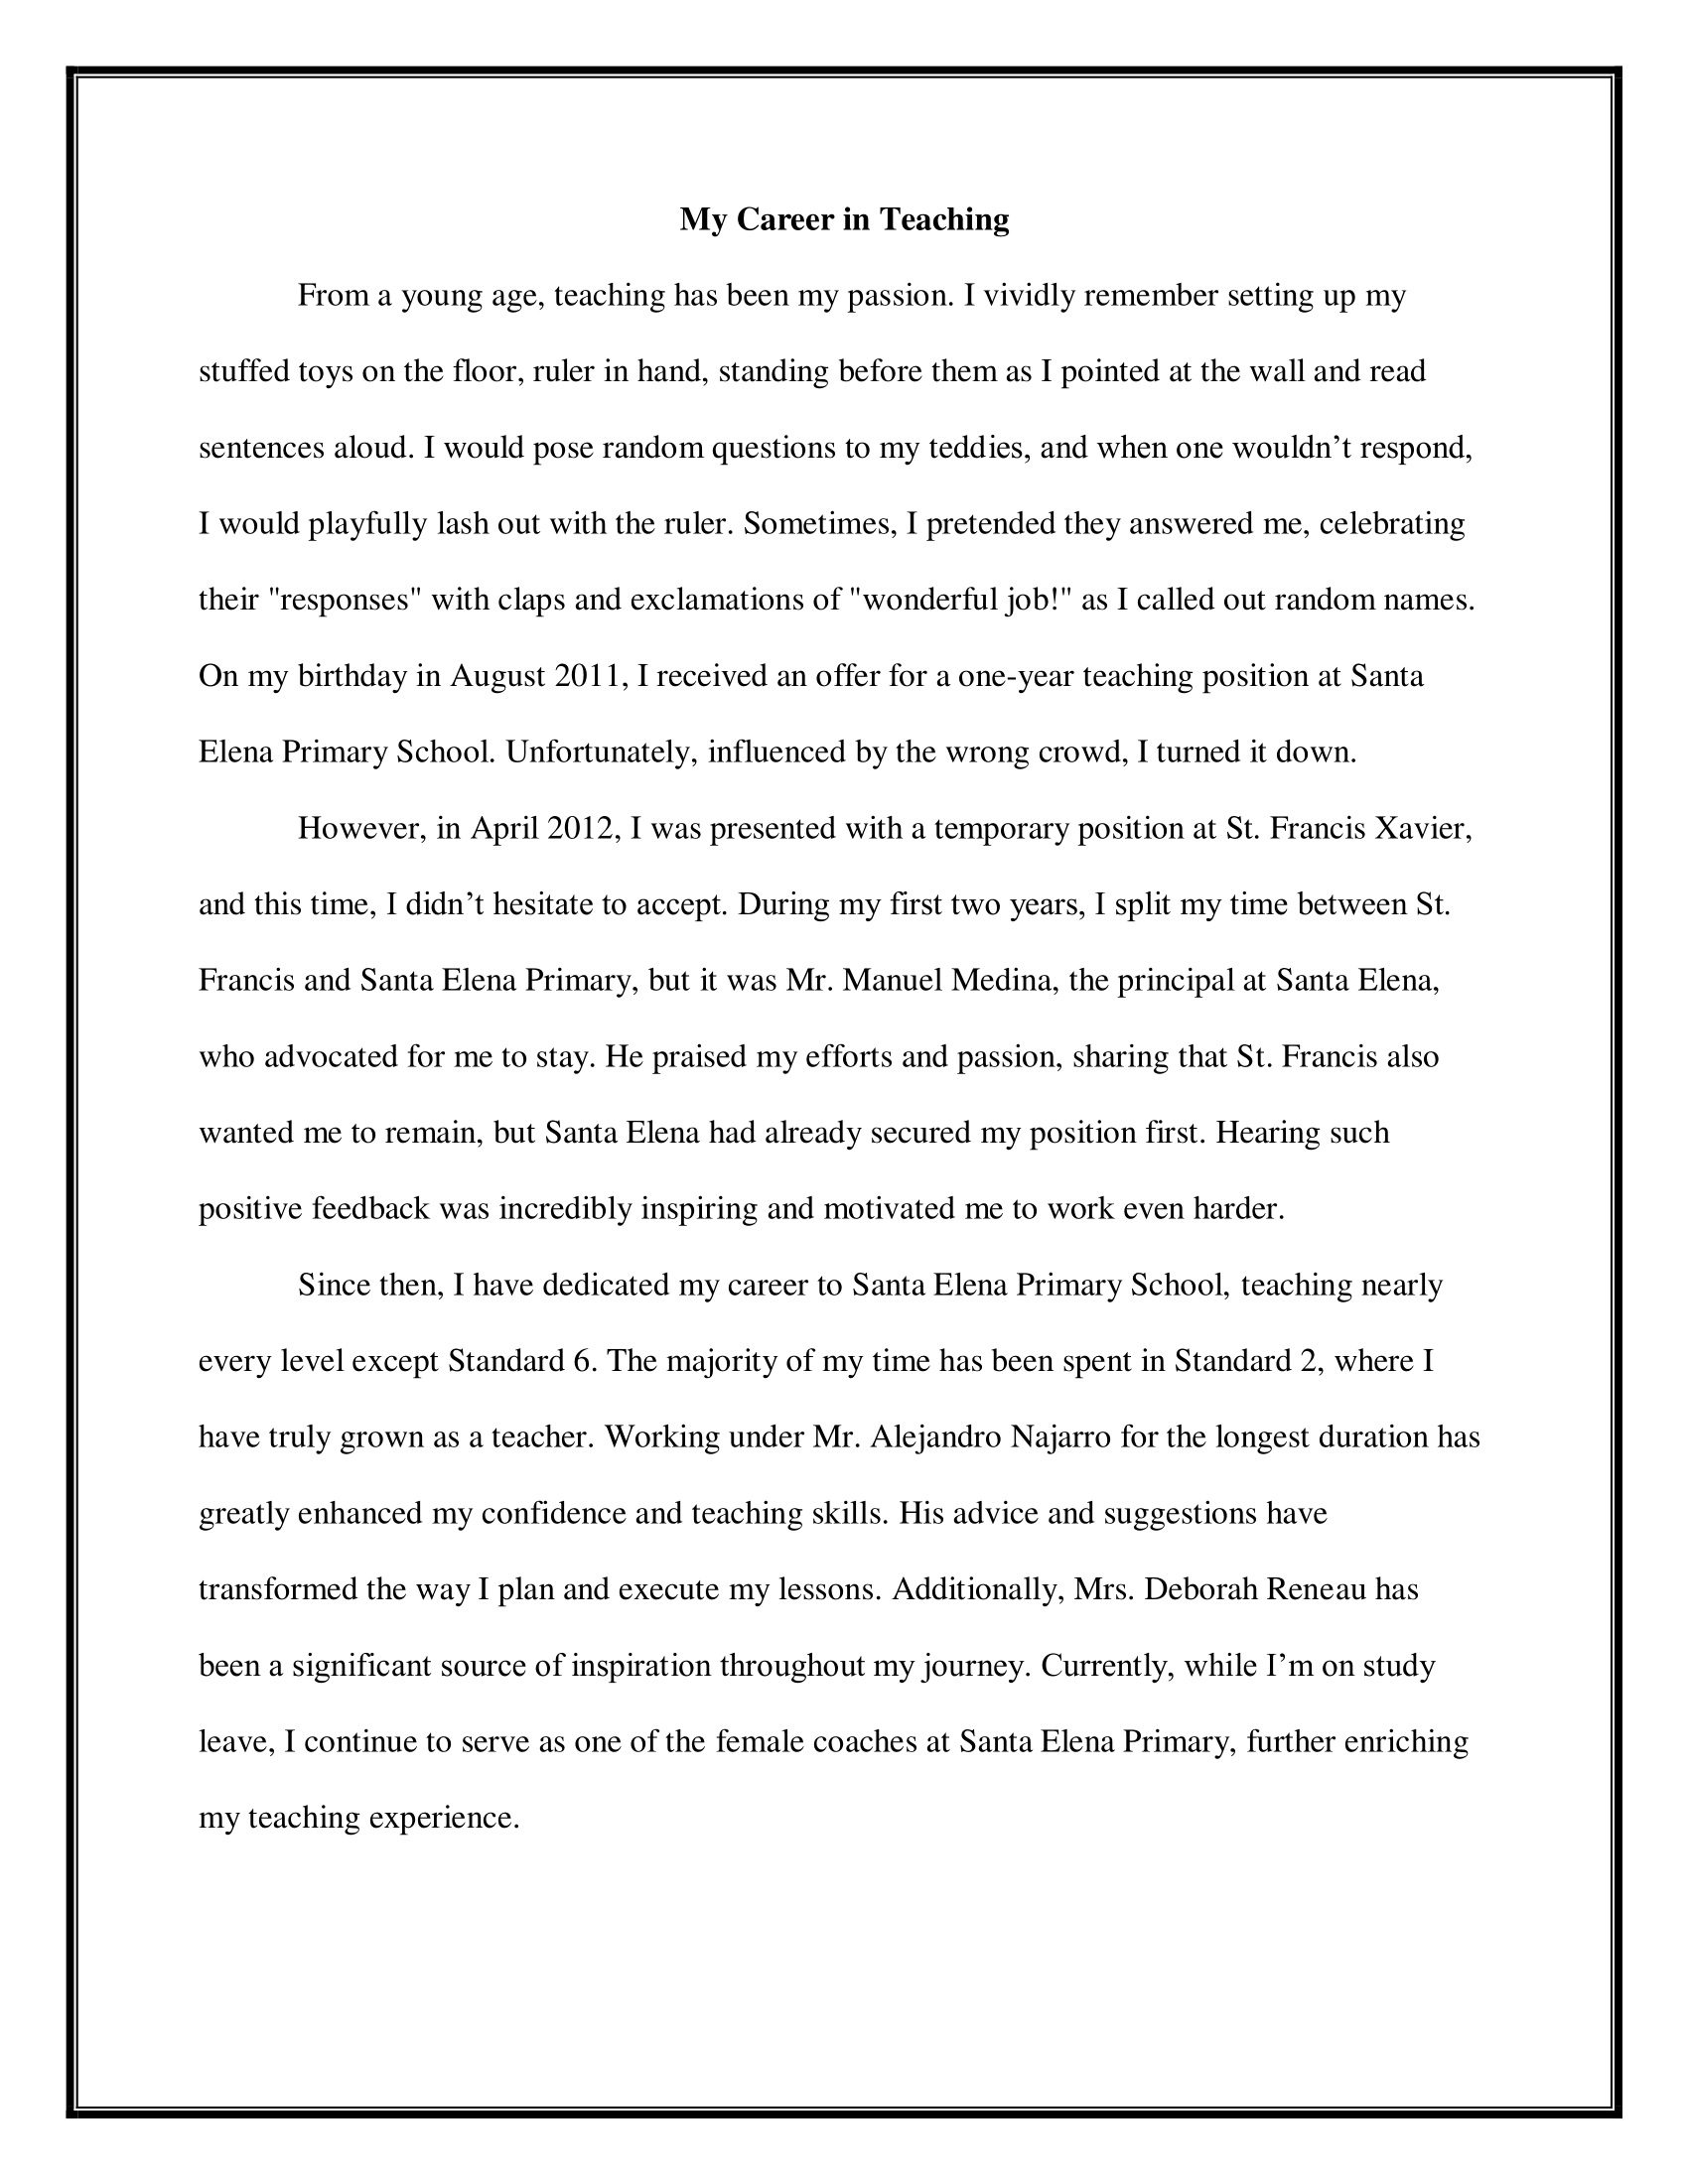 My Career in Teaching
From a young age, teaching has been my passion. I vividly remember setting up my
stuffed toys on the floor, ruler in hand, standing before them as I pointed at the wall and read
sentences aloud. I would pose random questions to my teddies, and when one wouldn’t respond,
I would playfully lash out with the ruler. Sometimes, I pretended they answered me, celebrating
their "responses" with claps and exclamations of "wonderful job!" as I called out random names.
On my birthday in August 2011, I received an offer for a one-year teaching position at Santa
Elena Primary School. Unfortunately, influenced by the wrong crowd, I turned it down.
However, in April 2012, I was presented with a temporary position at St. Francis Xavier,
and this time, I didn’t hesitate to accept. During my first two years, I split my time between St.
Francis and Santa Elena Primary, but it was Mr. Manuel Medina, the principal at Santa Elena,
who advocated for me to stay. He praised my efforts and passion, sharing that St. Francis also
wanted me to remain, but Santa Elena had already secured my position first. Hearing such
positive feedback was incredibly inspiring and motivated me to work even harder.
Since then, I have dedicated my career to Santa Elena Primary School, teaching nearly
every level except Standard 6. The majority of my time has been spent in Standard 2, where I
have truly grown as a teacher. Working under Mr. Alejandro Najarro for the longest duration has
greatly enhanced my confidence and teaching skills. His advice and suggestions have
transformed the way I plan and execute my lessons. Additionally, Mrs. Deborah Reneau has
been a significant source of inspiration throughout my journey. Currently, while I’m on study
leave, I continue to serve as one of the female coaches at Santa Elena Primary, further enriching
my teaching experience.